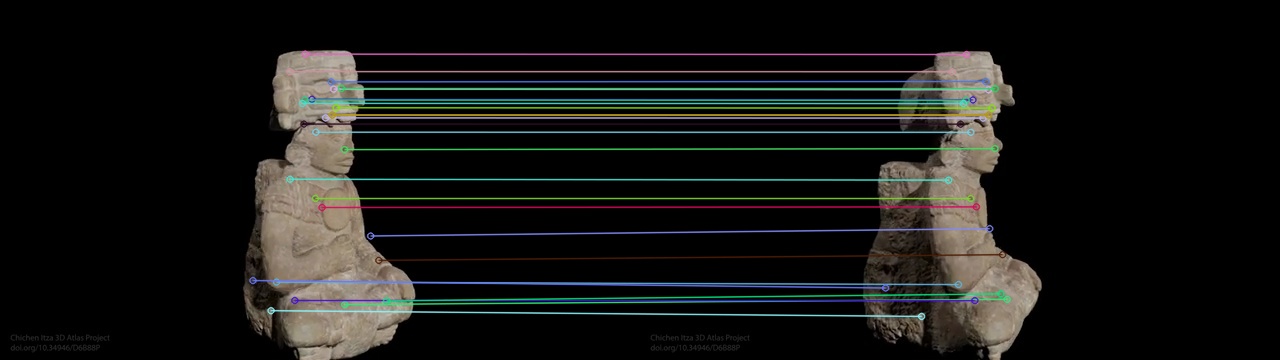 Chichen Itza 3D Atlas Project
doi.org/10.34946/D6B88P
Chichen Itza 3D Atlas Project
doi.org/10.34946/D6B88P